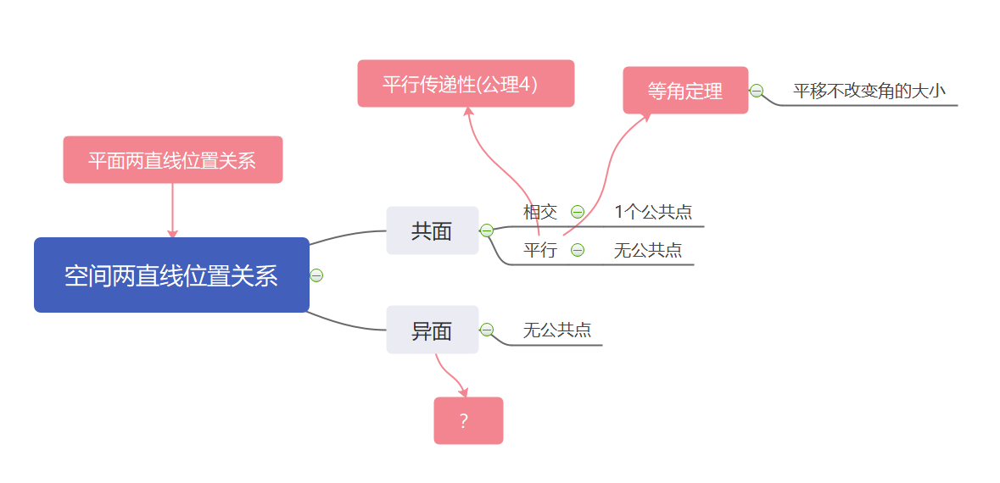 平行传递性(公理4）
等角定理
平移不改变角的大小
平面两直线位置关系
相交
1个公共点
共面
平行
无公共点
空间两直线位置关系
异面
无公共点
？